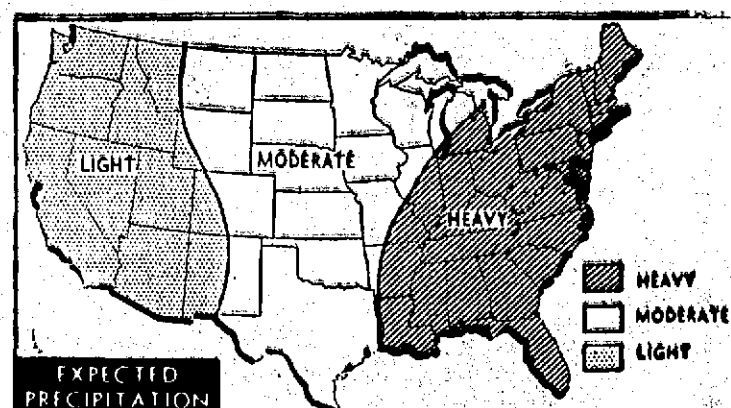 LIGHT
MODERATE
HEAVY
HEAVY
MODERATE
LIGHT
EXPECTED
PRECIPITATION